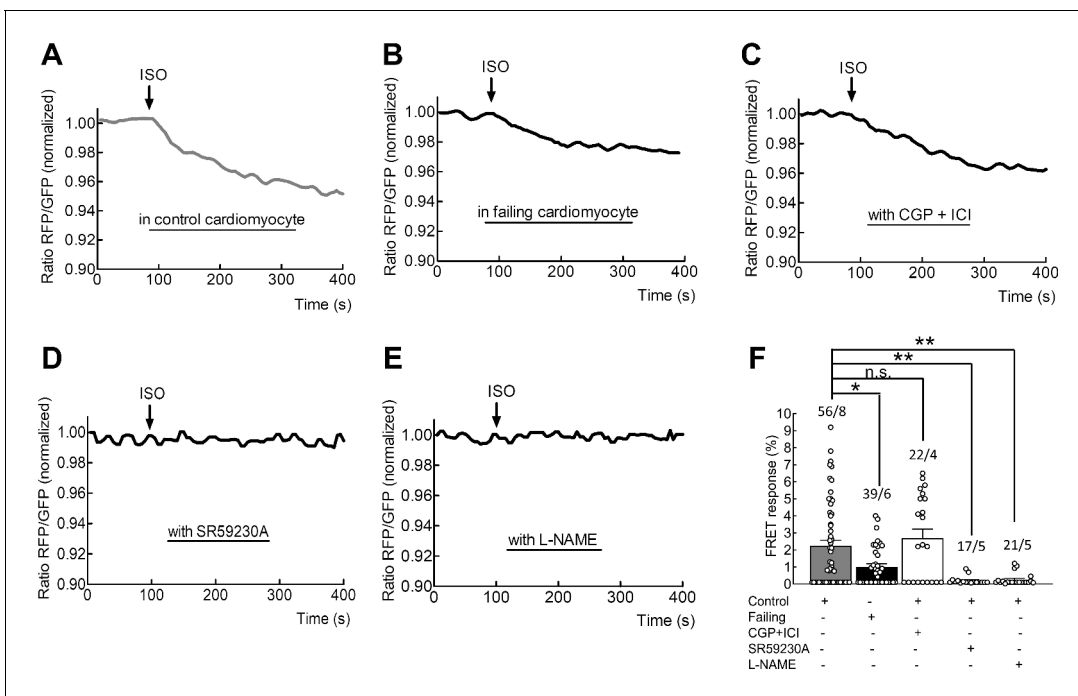 A
ISO
Ratio RFP/GFP (normalized)
1.00
0.98
0.96
0.94
0.92
0.90
in control cardiomyocyte
0 100 200 300 400
Time (s)
B
ISO
Ratio RFP/GFP (normalized)
1.00
0.98
0.96
0.94
0.92
0.90
in failing cardiomyocyte
0 100 200 300 400
Time (s)
C
ISO
Ratio RFP/GFP (normalized)
1.00
0.98
0.96
0.94
0.92
0.90
with CGP + ICI
0 100 200 300 400
Time (s)
D
ISO
Ratio RFP/GFP (normalized)
1.00
0.98
0.96
0.94
0.92
0.90
with SR59230A
0 100 200 300 400
Time (s)
E
ISO
Ratio RFP/GFP (normalized)
1.00
0.98
0.96
0.94
0.92
0.90
with L-NAME
0 100 200 300 400
Time (s)
F
**
**
n.s.
*
56/8
39/6
22/4
17/5
21/5
FRET response (%)
10
9
8
7
6
5
4
3
2
1
0
Control + - + + +
Failing - + - - -
CGP+ICI - - + - -
SR59230A - - - + -
L-NAME - - - - +